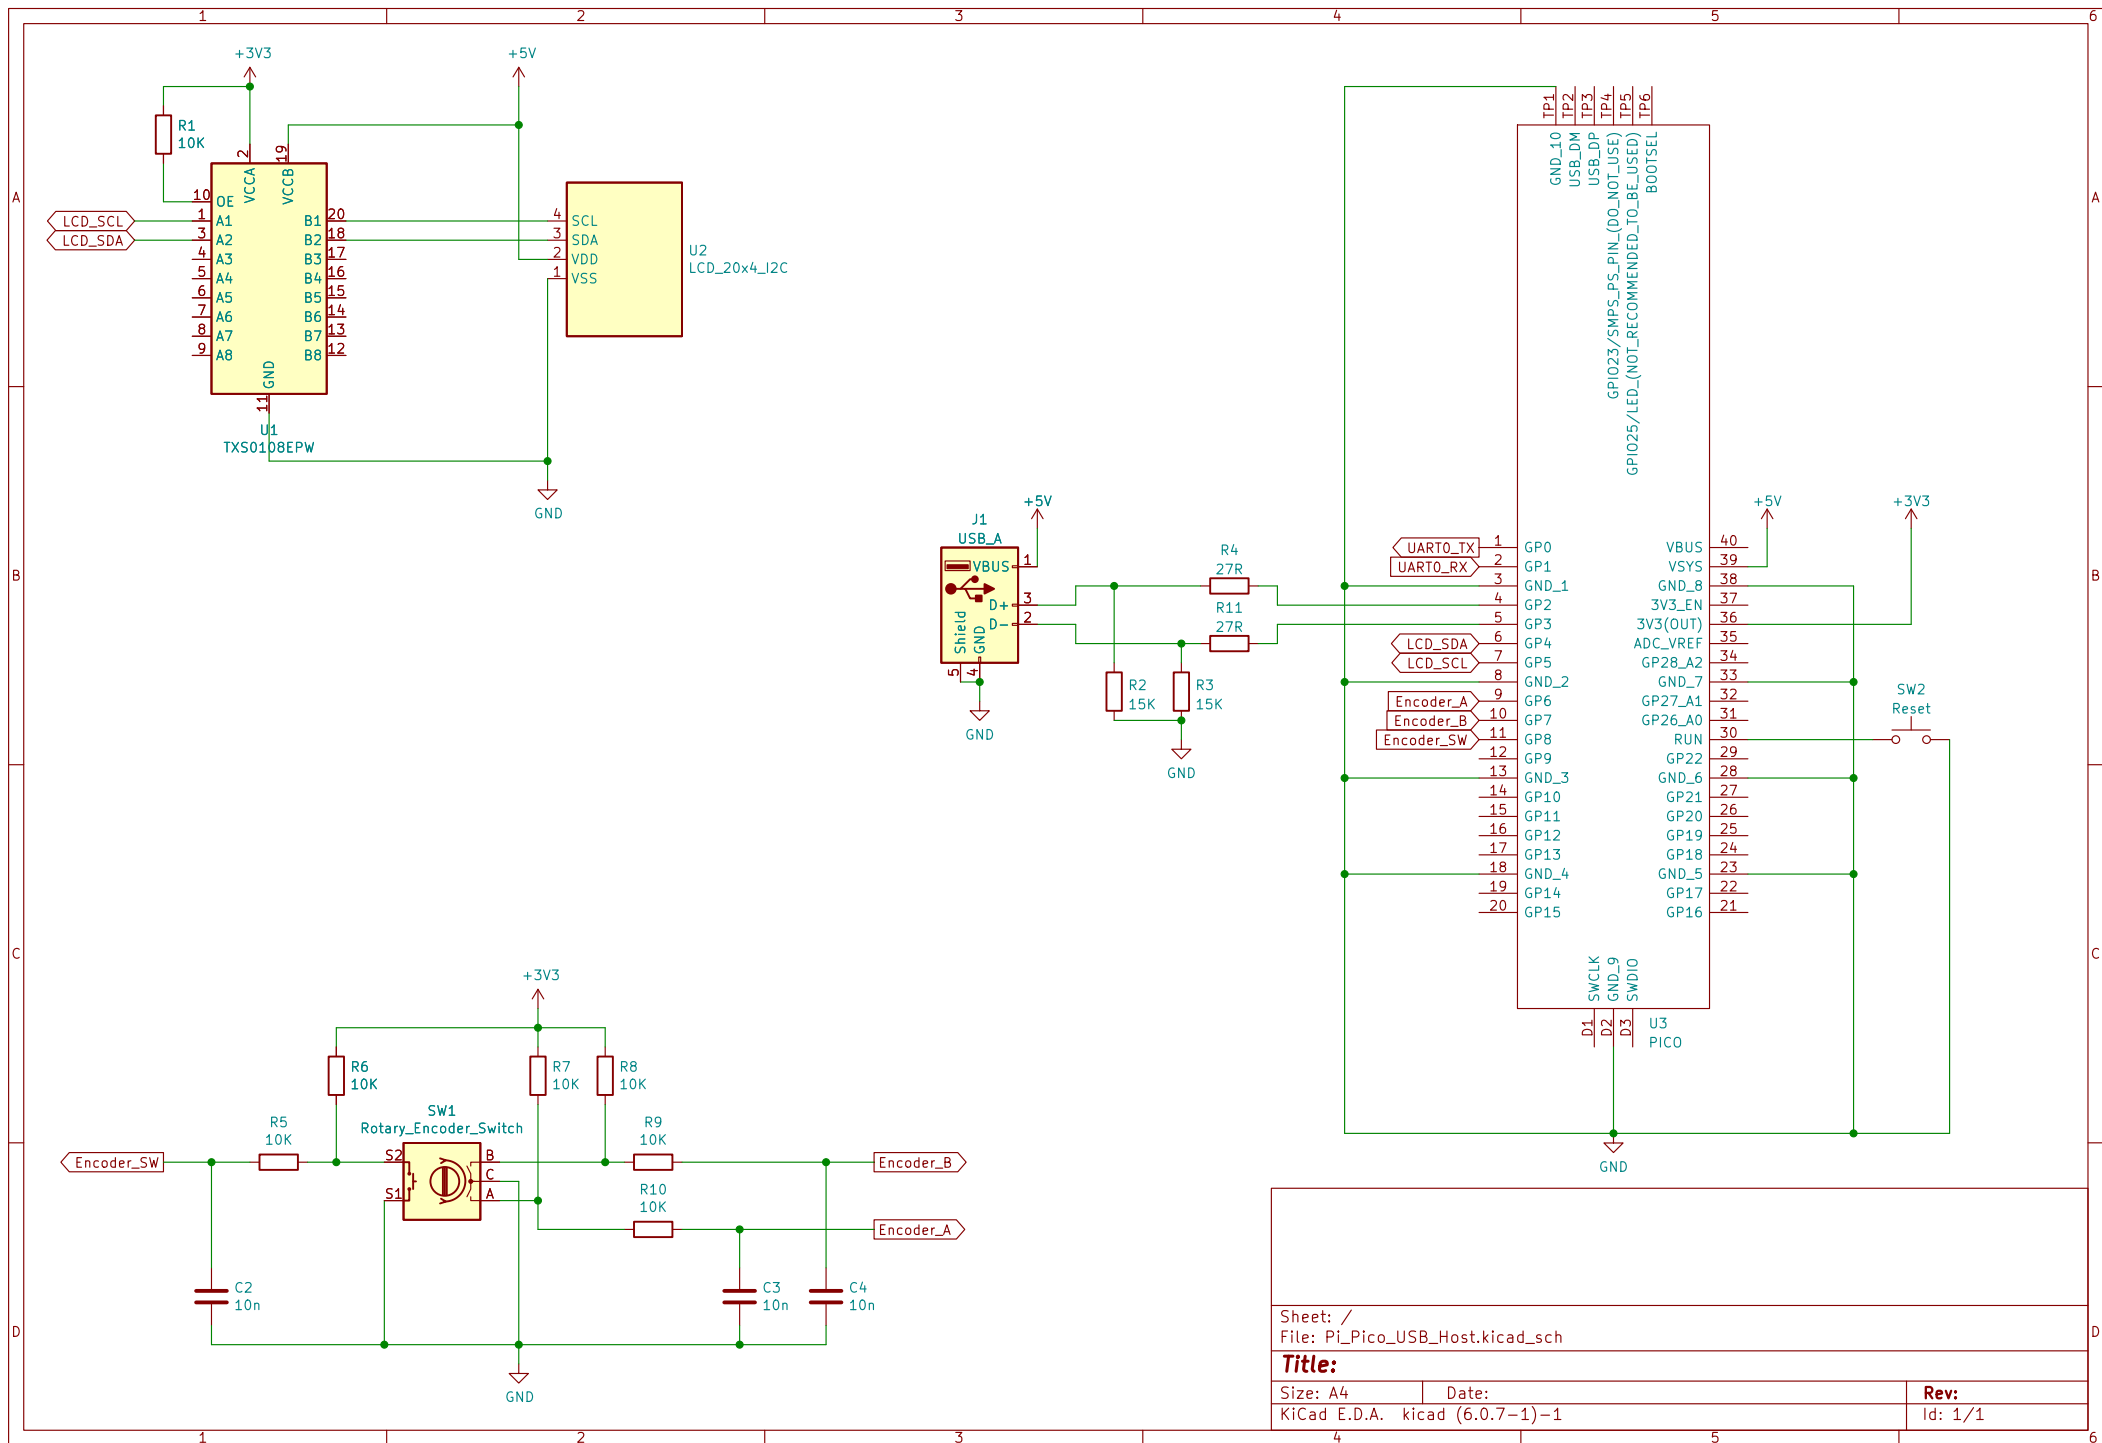 1 2 3 4 5 6
A
B
C
D
A
B
C
D
1 2 3 4 5 6
+3V3
+5V
R1
10K
2
19
VCCA
VCCB
10 OE
LCD_SCL 1 A1
LCD_SDA 3 A2
4 A3
5 A4
6 A5
7 A6
8 A7
9 A8
B1 20
B2 18
B3 17
B4 16
B5 15
B6 14
B7 13
B8 12
GND
11
U1
TXS0108EPW
4 SCL
3 SDA
2 VDD
1 VSS
U2
LCD_20x4_I2C
GND
J1
USB_A
+5V
VBUS 1
D+ 3
D- 2
Shield
GND
5
4
GND
R4
27R
R11
27R
R2
15K
R3
15K
GND
TP1
TP2
TP3
TP4
TP5
TP6
GND_10
USB_DM
USB_DP
GPIO23/SMPS_PS_PIN_(DO_NOT_USE)
GPIO25/LED_(NOT_RECOMMENDED_TO_BE_USED)
BOOTSEL
UART0_TX 1 GP0
UART0_RX 2 GP1
3 GND_1
4 GP2
5 GP3
LCD_SDA 6 GP4
LCD_SCL 7 GP5
8 GND_2
Encoder_A 9 GP6
Encoder_B 10 GP7
Encoder_SW 11 GP8
12 GP9
13 GND_3
14 GP10
15 GP11
16 GP12
17 GP13
18 GND_4
19 GP14
20 GP15
+5V
+3V3
VBUS 40
VSYS 39
GND_8 38
3V3_EN 37
3V3(OUT) 36
ADC_VREF 35
GP28_A2 34
GND_7 33
GP27_A1 32
GP26_A0 31
RUN 30
GP22 29
GND_6 28
GP21 27
GP20 26
GP19 25
GP18 24
GND_5 23
GP17 22
GP16 21
SW2
Reset
SWCLK
GND_9
SWDIO
D1
D2
D3
U3
PICO
GND
+3V3
R6
10K
R7
10K
R8
10K
SW1
Rotary_Encoder_Switch
R5
10K
R9
10K
R10
10K
Encoder_SW
S2
S1
B
C
A
Encoder_B
Encoder_A
C2
10n
C3
10n
C4
10n
GND
Sheet: /
File: Pi_Pico_USB_Host.kicad_sch
Title:
Size: A4 Date: Rev:
KiCad E.D.A. kicad (6.0.7-1)-1 Id: 1/1